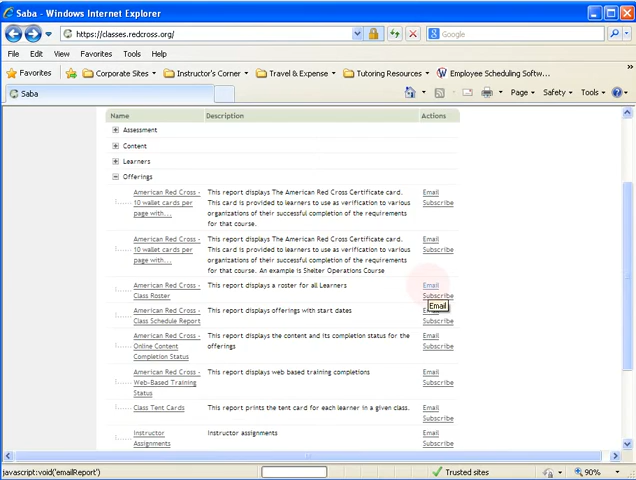 Saba - Windows Internet Explorer
https://classes.redcross.org/
Google
File Edit View Favorites Tools Help
Favorites Corporate Sites Instructor's Corner Travel & Expense Tutoring Resources Employee Scheduling Softw... »
Saba
Page Safety Tools
Name Description Actions
Assessment
Content
Learners
Offerings
American Red Cross - This report displays The American Red Cross Certificate card. Email
10 wallet cards per This card is provided to learners to use as verification to various Subscribe
page with... organizations of their successful completion of the requirements
for that course.
American Red Cross - This report displays The American Red Cross Certificate card. Email
10 wallet cards per This card is provided to learners to use as verification to various Subscribe
page with... organizations of their successful completion of the requirements
to that course. An example is Shelter Operations Course
American Red Cross - This report displays a roster for all Learners Email
Class Roster Subscribe
Email
American Red Cross - This report displays offerings with start dates Email
Class Schedule Report Subscribe
American Red Cross - This report displays the content and its completion status for the Email
Online Content offerings Subscribe
Completion Status
American Red Cross - This report displays web based training completions Email
Web-Based Training Subscribe
Status
Class Tent Cards This report prints the tent card for each learner in a given class. Email
Subscribe
Instructor Instructor assignments Email
Assignments Subscribe
javascript:void('emailReport') Trusted sites 90%